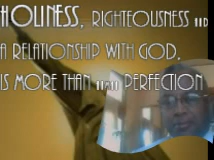 HOLINESS, RIGHTEOUSNESS AND
A RELATIONSHIP WITH GOD,
IS MORE THAN PERFECTION